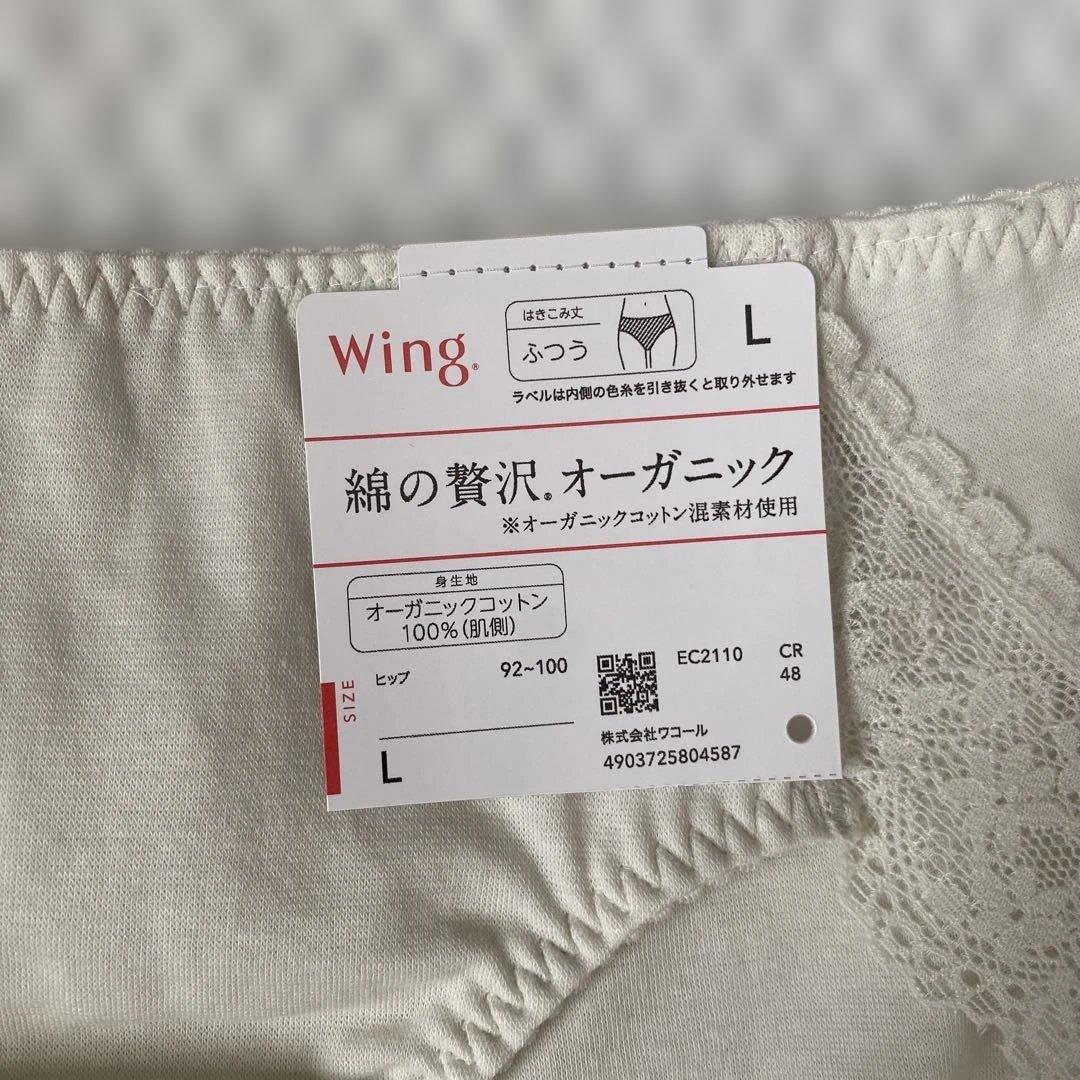 Wing®
はきこみ丈
ふつう
L
ラベルは内側の色糸を引き抜くと取り外せます
綿の贅沢®オーガニック
※オーガニックコットン混素材使用
身生地
オーガニックコットン
100%(肌側)
SIZE
ヒップ 92~100
L
EC2110 CR
48
株式会社ワコール
4903725804587